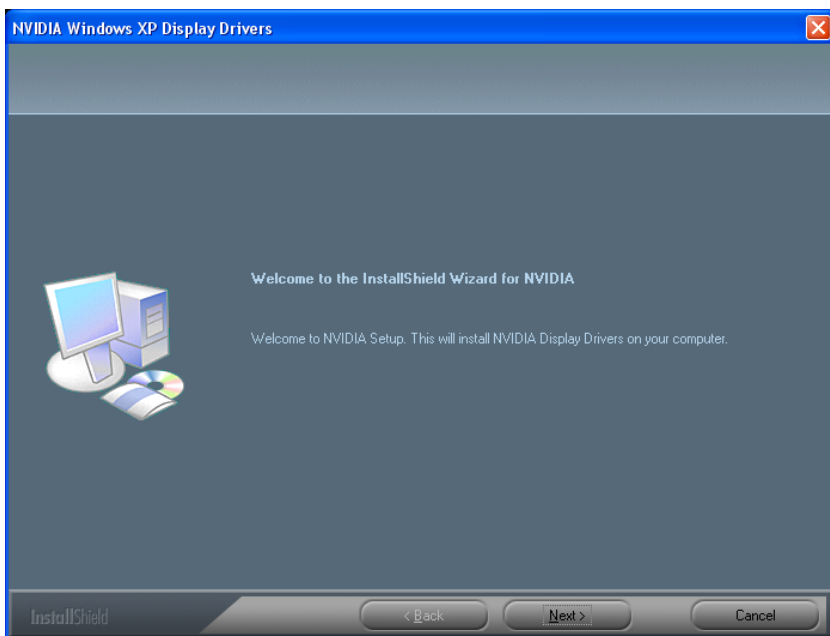 NVIDIA Windows XP Display Drivers
Welcome to the InstallShield Wizard for NVIDIA
Welcome to NVIDIA Setup. This will install NVIDIA Display Drivers on your computer.
InstallShield
< Back
Next >
Cancel